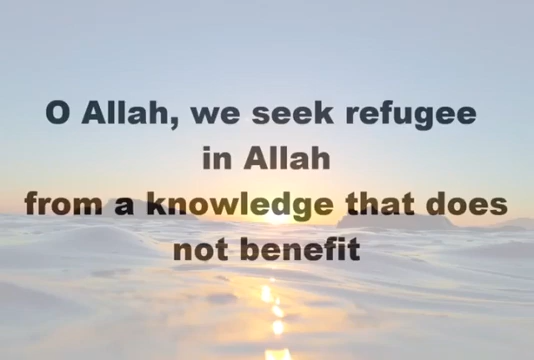 O Allah, we seek refugee
in Allah
from a knowledge that does
not benefit